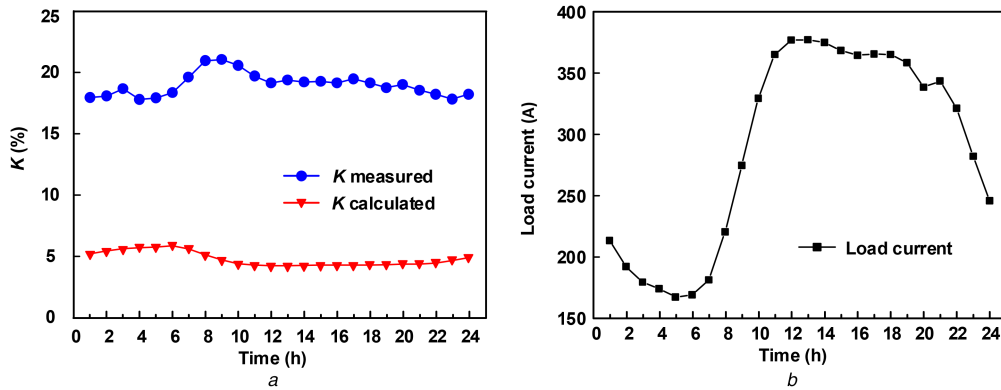 25
20
15
10
5
0
K (%)
K measured
K calculated
0 2 4 6 8 10 12 14 16 18 20 22 24
Time (h)
a
400
350
300
250
200
150
Load current (A)
Load current
0 2 4 6 8 10 12 14 16 18 20 22 24
Time (h)
b